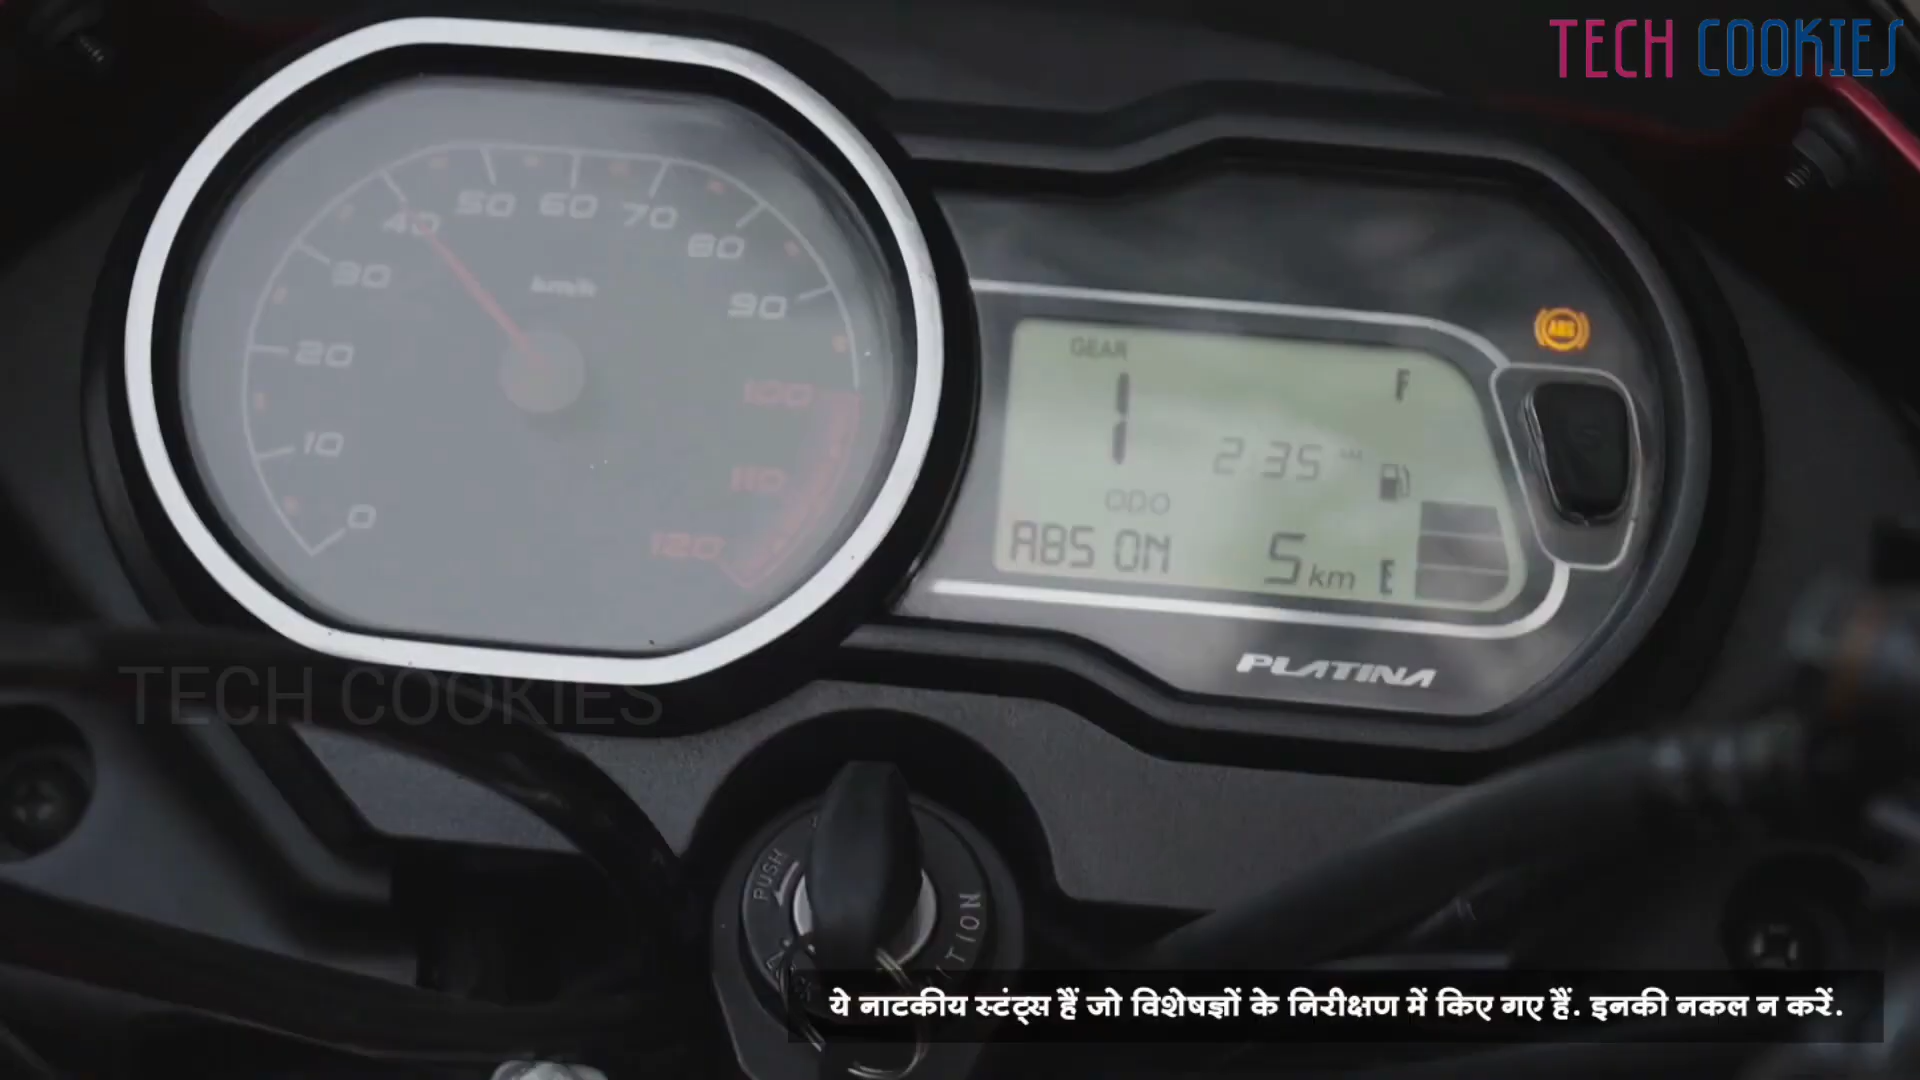 TECH COOKIES
50 60 70
40 80
30 km/h 90
20
100
10
110
0
120
ABS
GEAR
1
F
2:35
ODO
ABS ON 5 km E
PLATINA
TECH COOKIES
PUSH
ये नाटकीय स्टंट्स हैं जो विशेषज्ञों के निरीक्षण में किए गए हैं. इनकी नकल न करें.